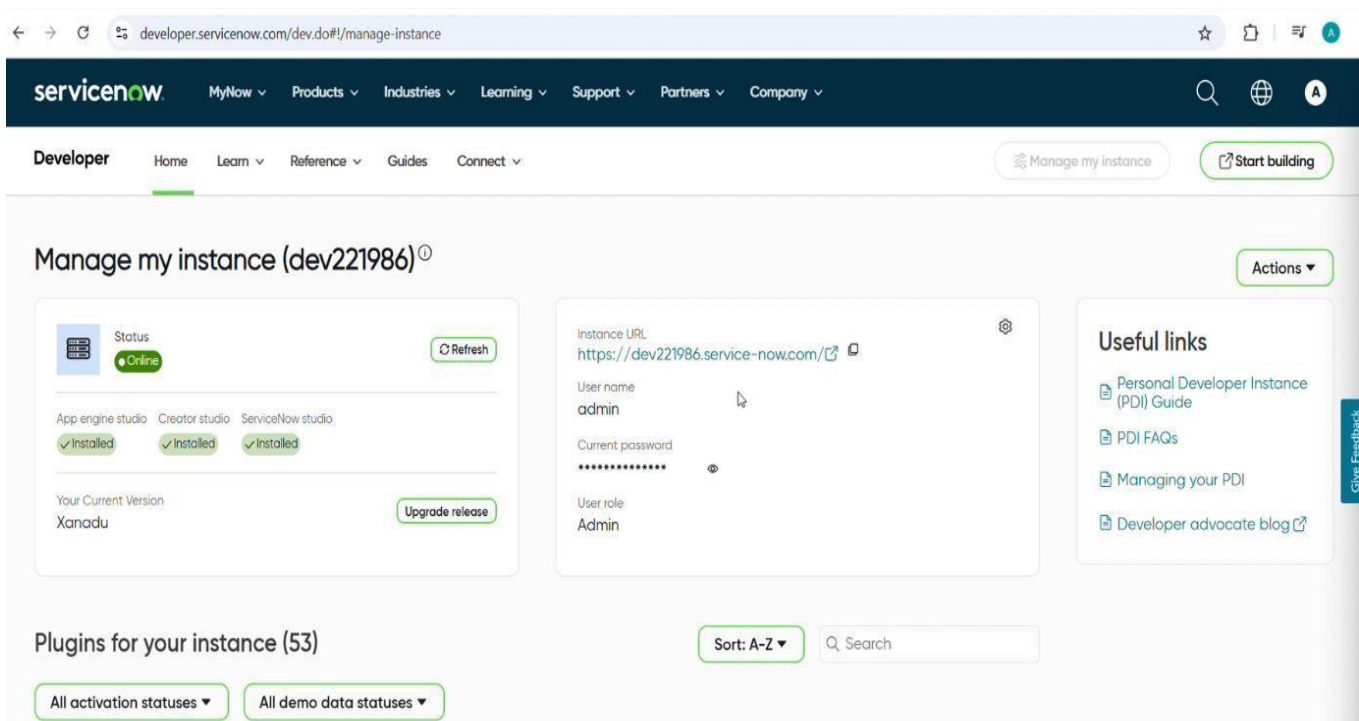 developer.servicenow.com/dev.do#!/manage-instance
A
servicenow MyNow Products Industries Learning Support Partners Company A
Developer Home Learn Reference Guides Connect Manage my instance Start building
Manage my instance (dev221986)
Actions
Status
Online
Refresh
App engine studio Creator studio ServiceNow studio
Installed Installed Installed
Your Current Version
Xanadu
Upgrade release
Instance URL
https://dev221986.service-now.com/
User name
admin
Current password
**************
User role
Admin
Useful links
Personal Developer Instance
(PDI) Guide
PDI FAQs
Managing your PDI
Developer advocate blog
Give Feedback
Plugins for your instance (53)
Sort: A-Z Search
All activation statuses All demo data statuses